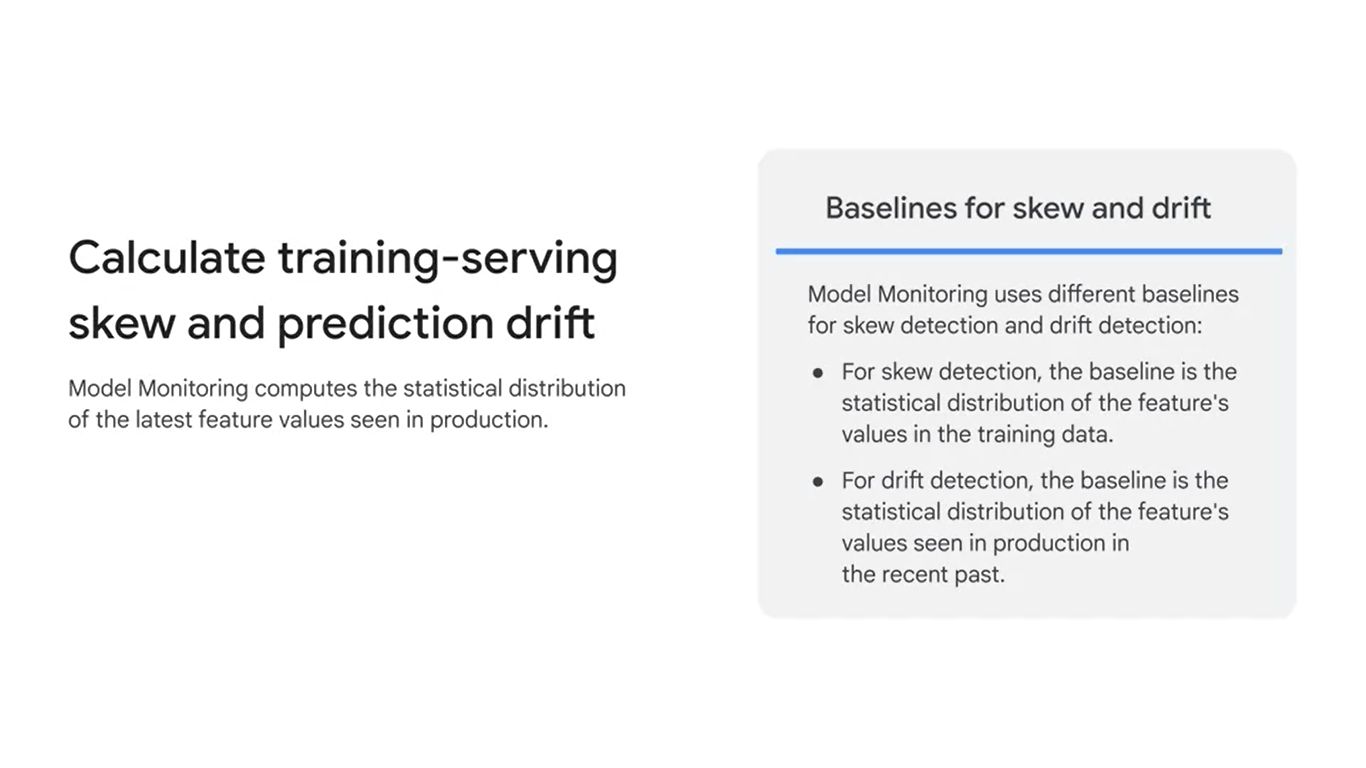 Calculate training-serving
skew and prediction drift
Model Monitoring computes the statistical distribution
of the latest feature values seen in production.
Baselines for skew and drift
Model Monitoring uses different baselines
for skew detection and drift detection:
● For skew detection, the baseline is the
statistical distribution of the feature's
values in the training data.
● For drift detection, the baseline is the
statistical distribution of the feature's
values seen in production in
the recent past.